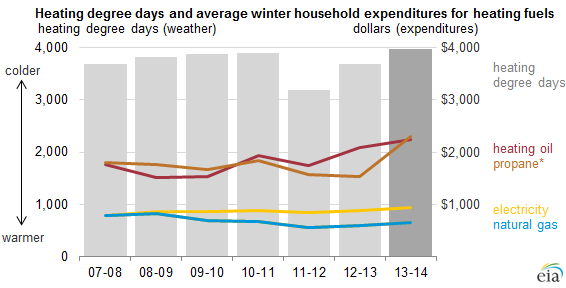 Heating degree days and average winter household expenditures for heating fuels
heating degree days (weather) dollars (expenditures)
4,000 $4,000
colder
heating
degree days
3,000 $3,000
heating oil
2,000 $2,000
propane*
1,000 $1,000
electricity
natural gas
warmer
0 $0
07-08 08-09 09-10 10-11 11-12 12-13 13-14
eia